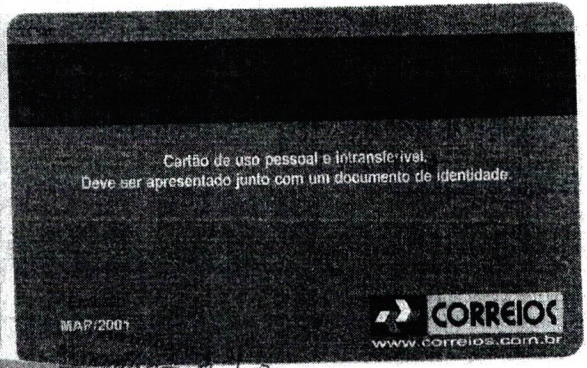 Cartão de uso pessoal e intransferível.
Deve ser apresentado junto com um documento de identidade.
MAR/2001
CORREIOS
www.correios.com.br